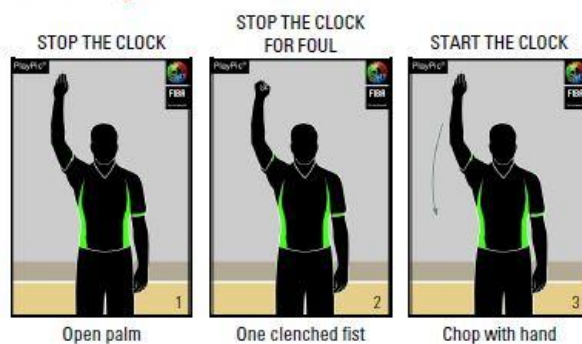 STOP THE CLOCK
PlayPic®
FIBA
1
Open palm
STOP THE CLOCK
FOR FOUL
PlayPic®
FIBA
2
One clenched fist
START THE CLOCK
PlayPic®
FIBA
3
Chop with hand